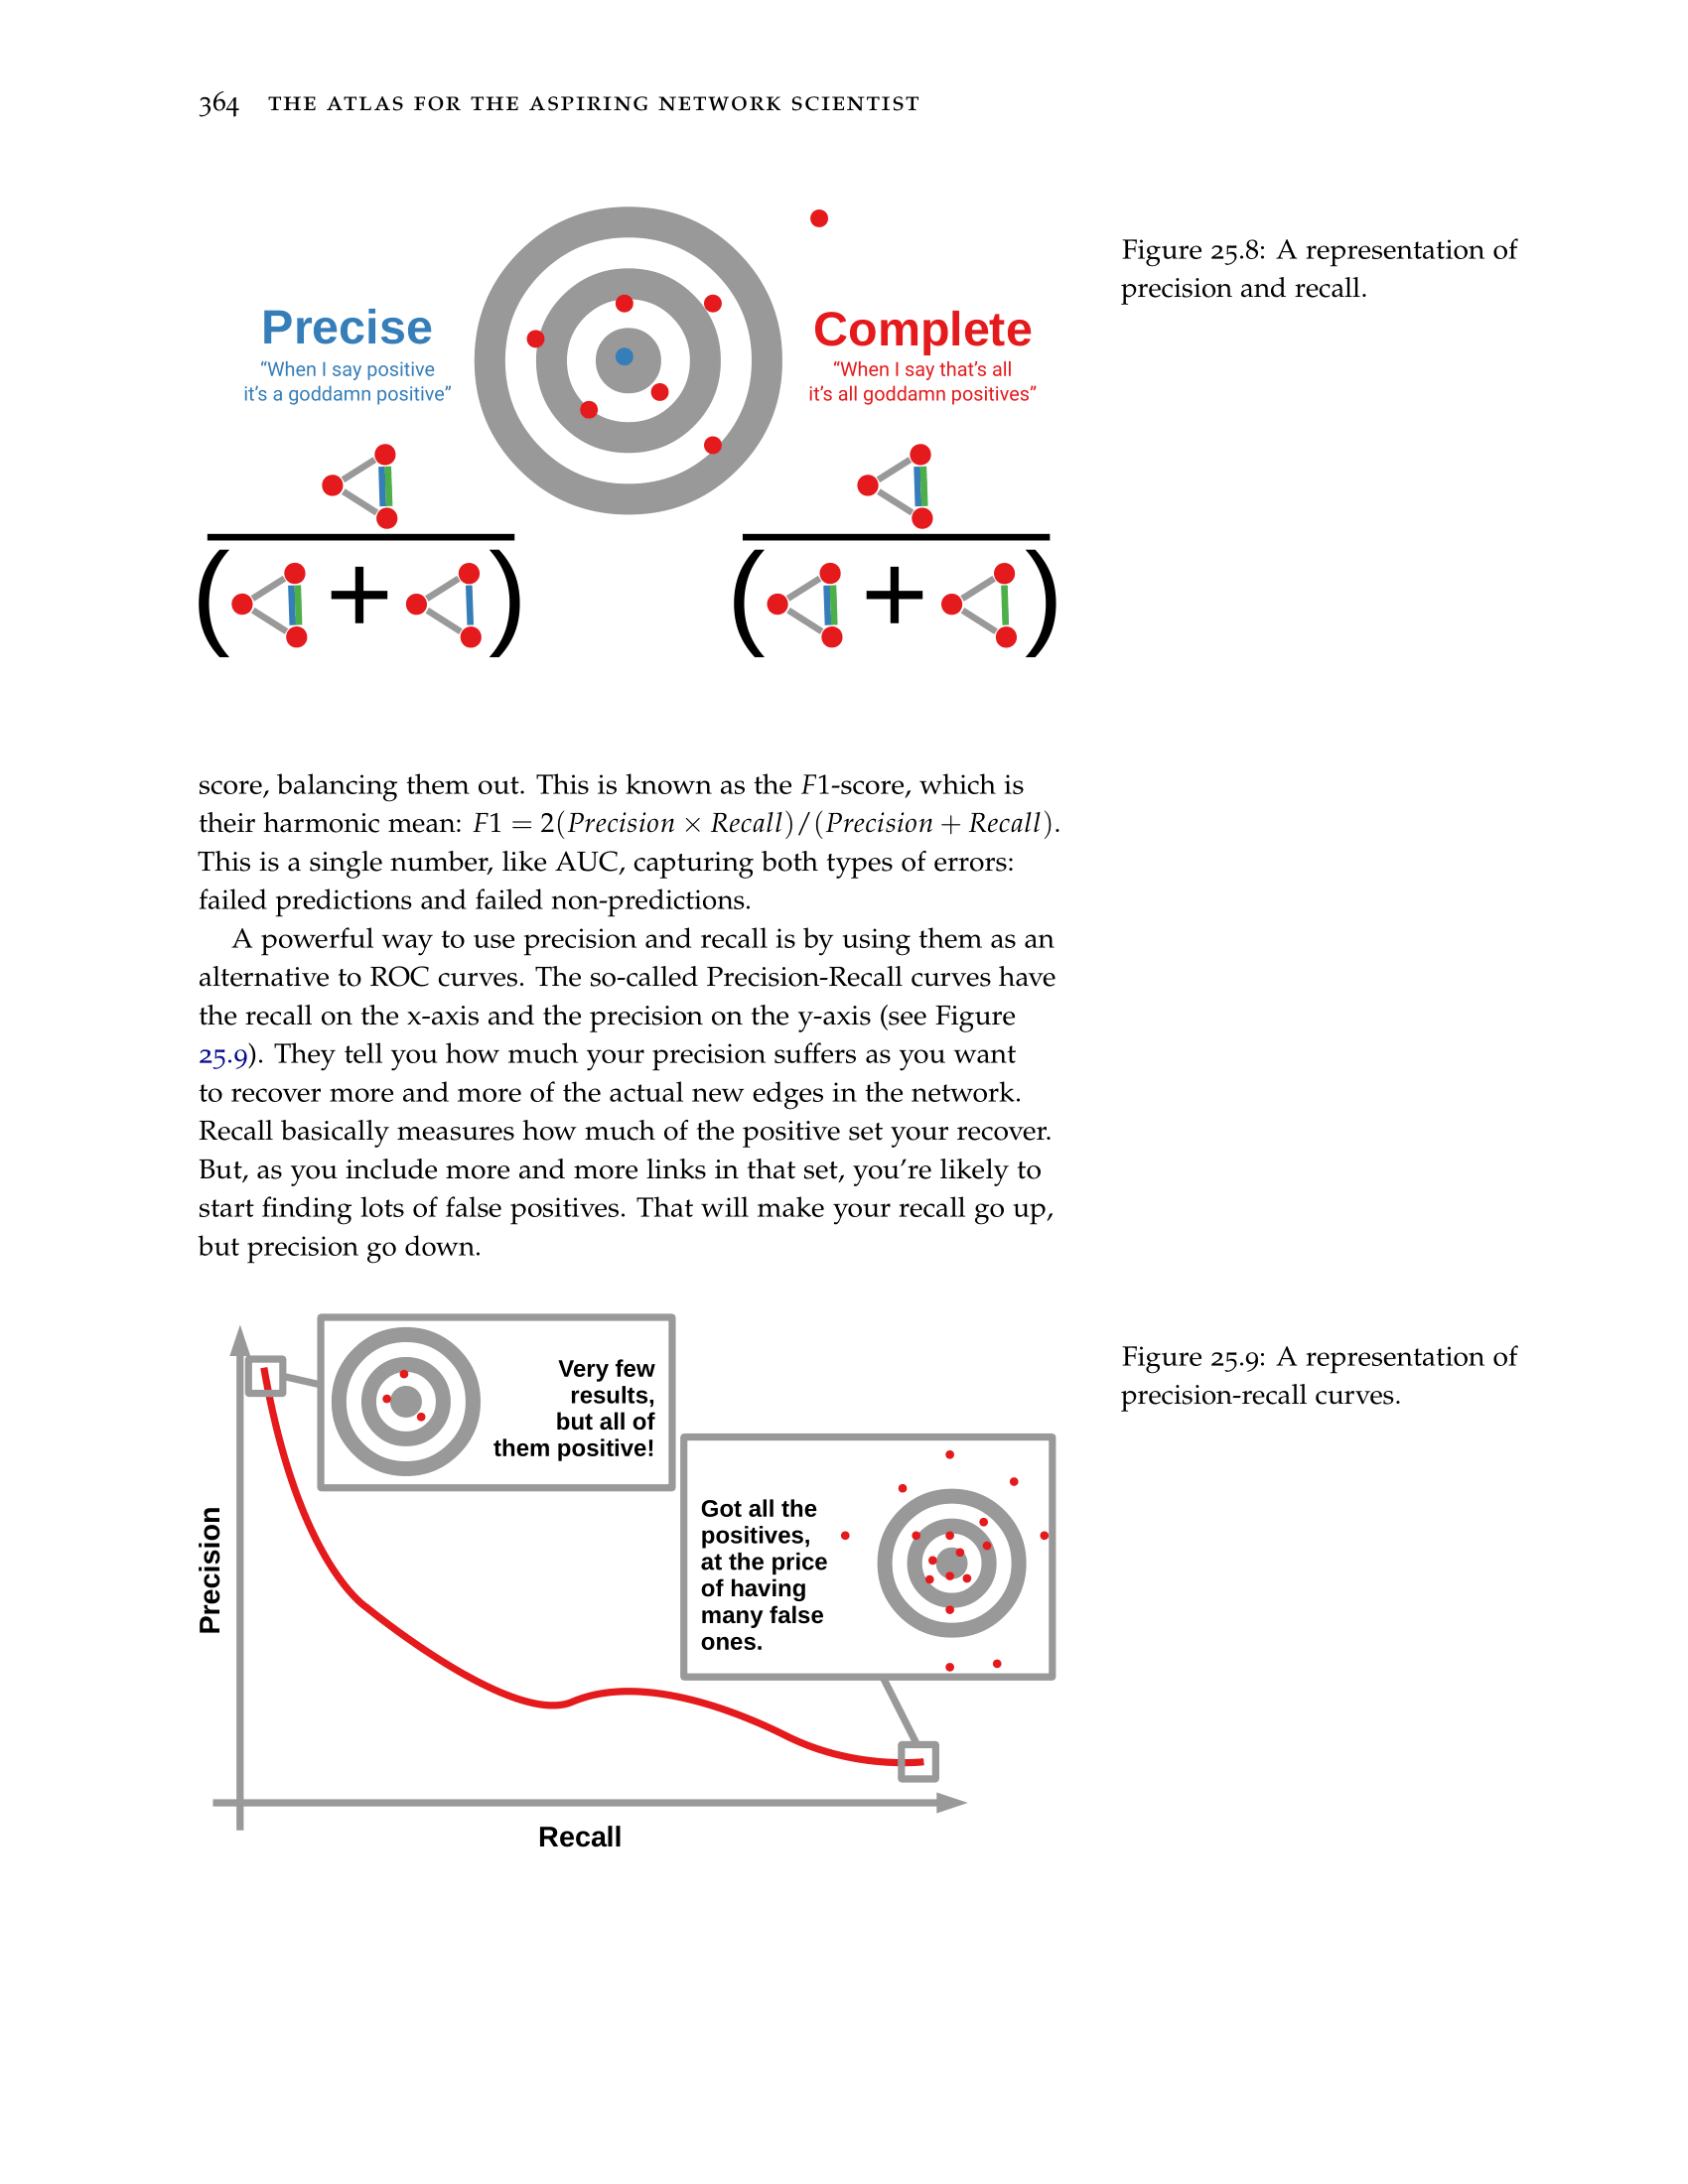 364 THE ATLAS FOR THE ASPIRING NETWORK SCIENTIST
Precise
“When I say positive
it’s a goddamn positive”
Complete
“When I say that’s all
it’s all goddamn positives”
( + )
( + )
Figure 25.8: A representation of
precision and recall.
score, balancing them out. This is known as the F1-score, which is
their harmonic mean: F1 = 2(Precision × Recall)/(Precision + Recall).
This is a single number, like AUC, capturing both types of errors:
failed predictions and failed non-predictions.
A powerful way to use precision and recall is by using them as an
alternative to ROC curves. The so-called Precision-Recall curves have
the recall on the x-axis and the precision on the y-axis (see Figure
25.9). They tell you how much your precision suffers as you want
to recover more and more of the actual new edges in the network.
Recall basically measures how much of the positive set your recover.
But, as you include more and more links in that set, you’re likely to
start finding lots of false positives. That will make your recall go up,
but precision go down.
Very few
results,
but all of
them positive!
Got all the
positives,
at the price
of having
many false
ones.
Precision
Recall
Figure 25.9: A representation of
precision-recall curves.